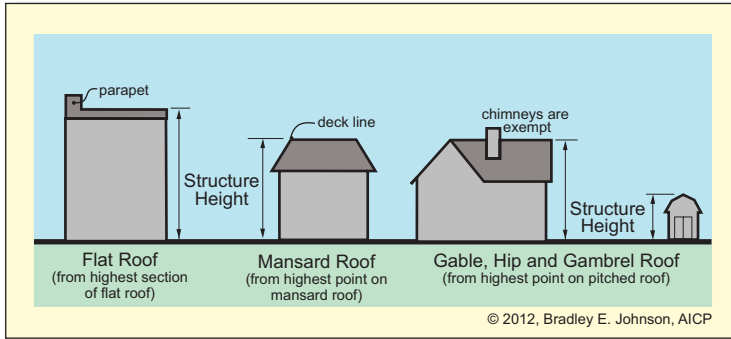 parapet
deck line
chimneys are
exempt
Structure
Height
Structure
Height
Flat Roof
(from highest section
of flat roof)
Mansard Roof
(from highest point on
mansard roof)
Gable, Hip and Gambrel Roof
(from highest point on pitched roof)
© 2012, Bradley E. Johnson, AICP